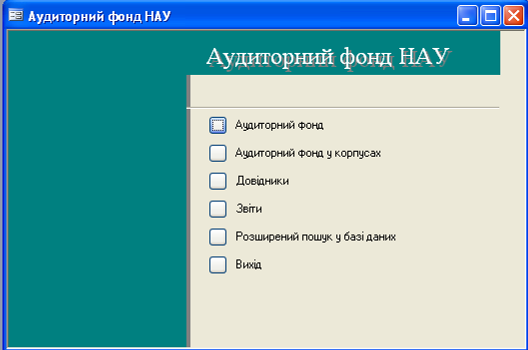 Аудиторний фонд НАУ
Аудиторний фонд НАУ
Аудиторний фонд
Аудиторний фонд у корпусах
Довідники
Звіти
Розширений пошук у базі даних
Вихід